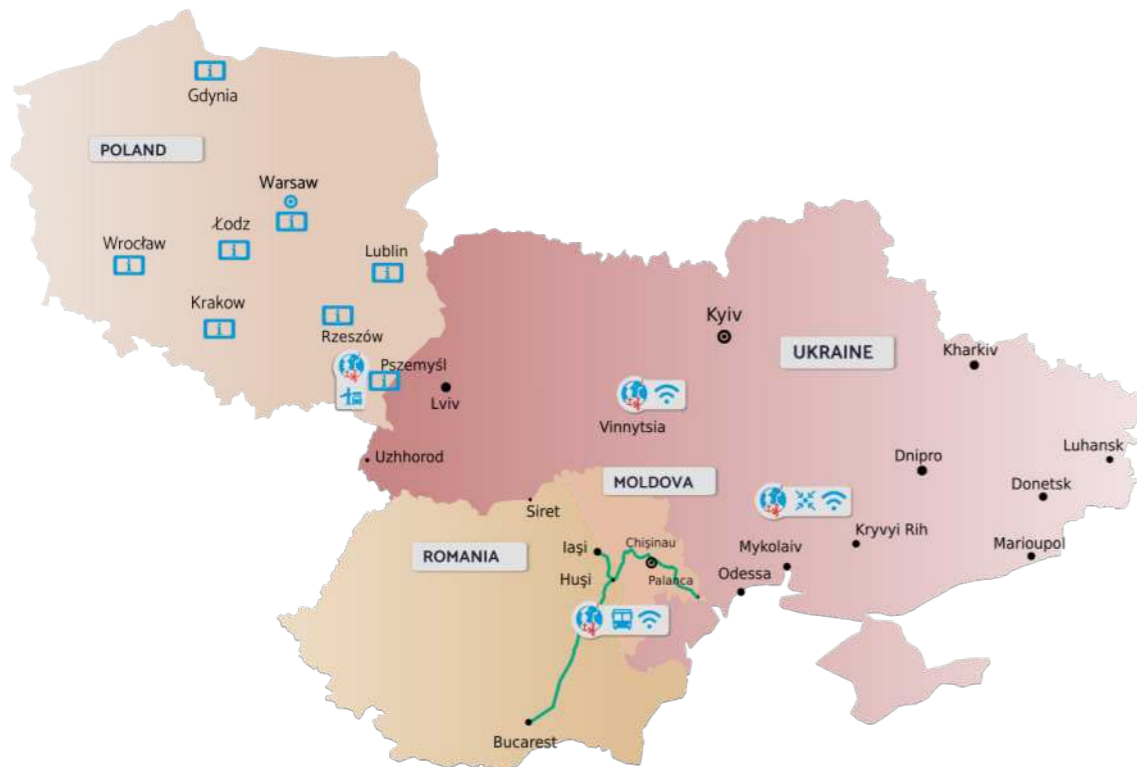 Gdynia
POLAND
Warsaw
Łodz
Wrocław
Lublin
Krakow
Rzeszów
Pszemyśl
Lviv
Kyiv
UKRAINE
Kharkiv
Vinnytsia
Uzhhorod
Dnipro
Luhansk
MOLDOVA
Donetsk
Siret
Kryvyi Rih
ROMANIA
Iaşi
Chişinau
Mykolaiv
Marioupol
Huşi
Palanca
Odessa
Bucarest